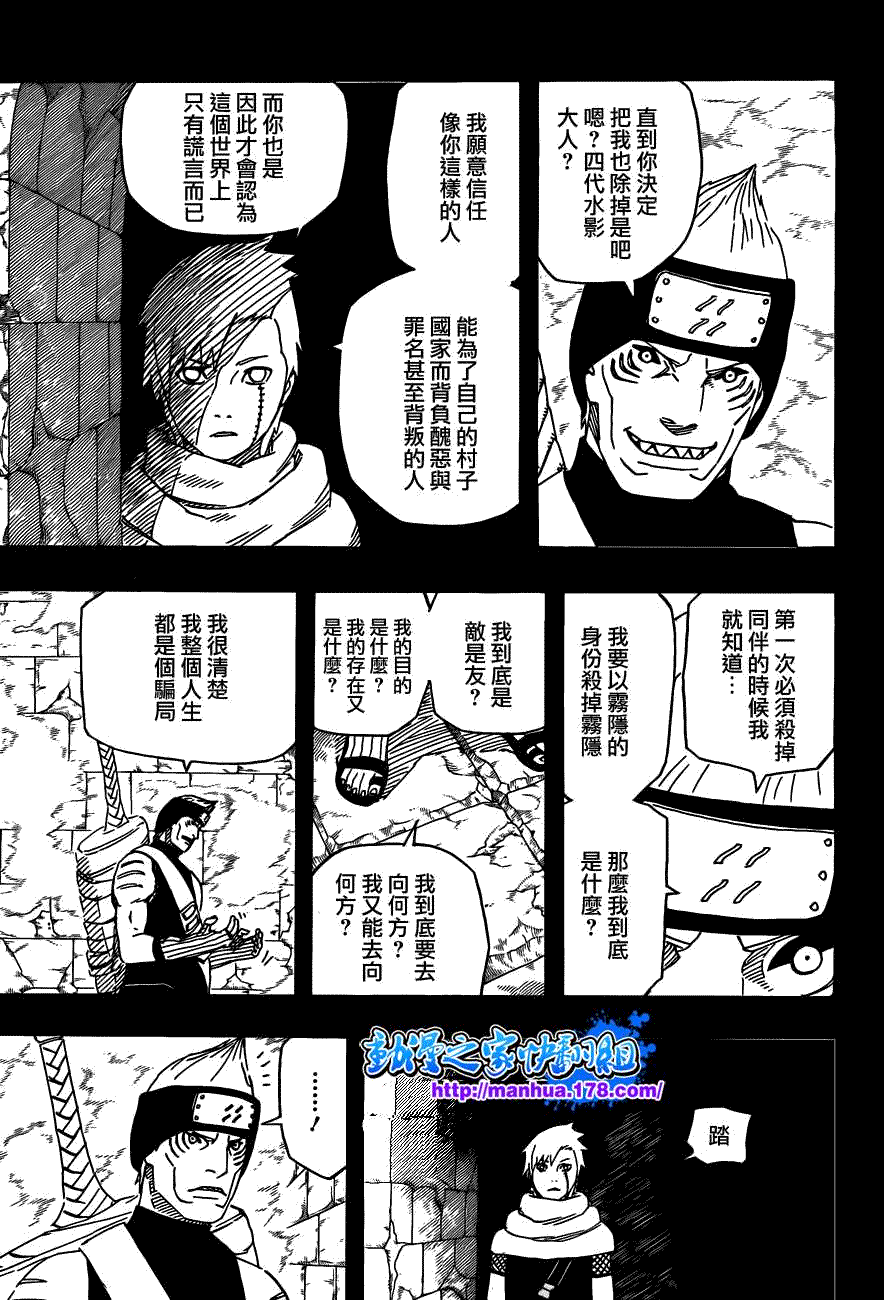 直到你決定
把我也除掉是吧
嗯？四代水影
大人？
我願意信任
像你這樣的人
能為了自己的村子
國家而背負醜惡與
罪名甚至背叛的人
而你也是
因此才會認為
這個世界上
只有謊言而已
第一次必須殺掉
同伴的時候我
就知道…
我要以霧隱的
身份殺掉霧隱
那麼我到底
是什麼？
我到底是
敵是友？
我的目的
是什麼？
我的存在又
是什麼？
我到底要去
向何方？
我又能去向
何方？
我很清楚
我整個人生
都是個騙局
踏
動漫之家快翻組
http://manhua.178.com/
……